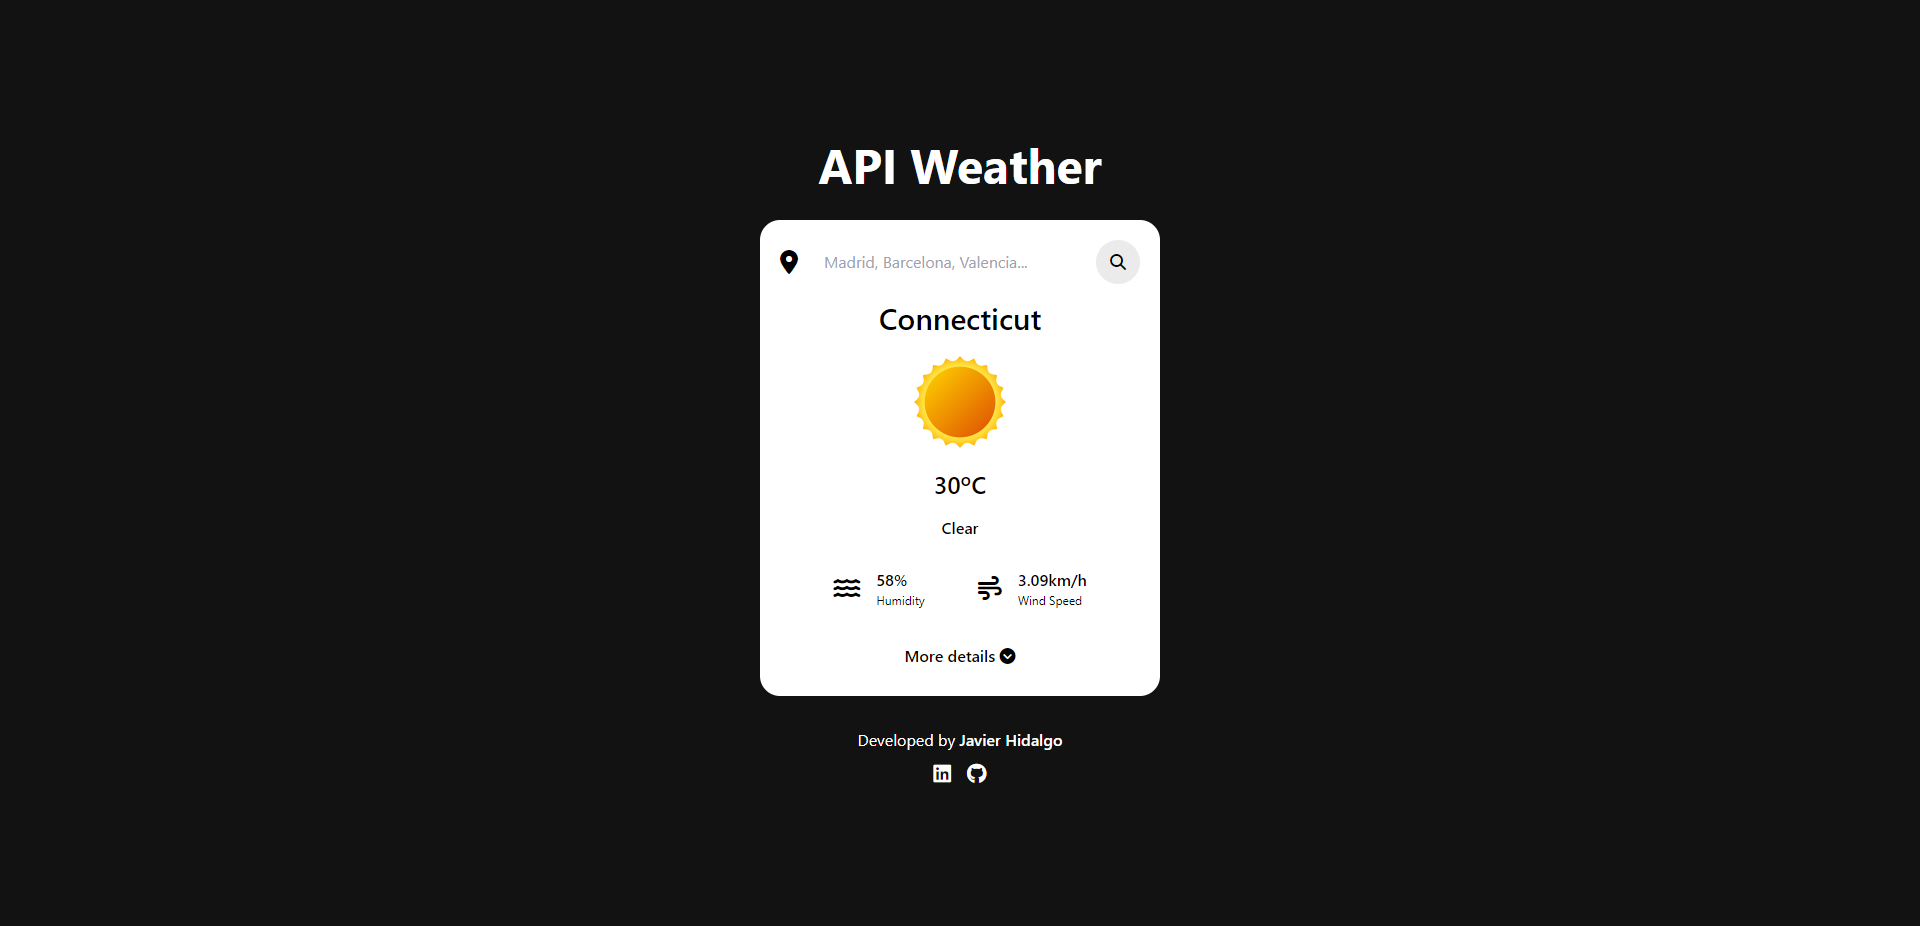 API Weather
Madrid, Barcelona, Valencia...
Connecticut
30ºC
Clear
58%
Humidity
3.09km/h
Wind Speed
More details
Developed by Javier Hidalgo